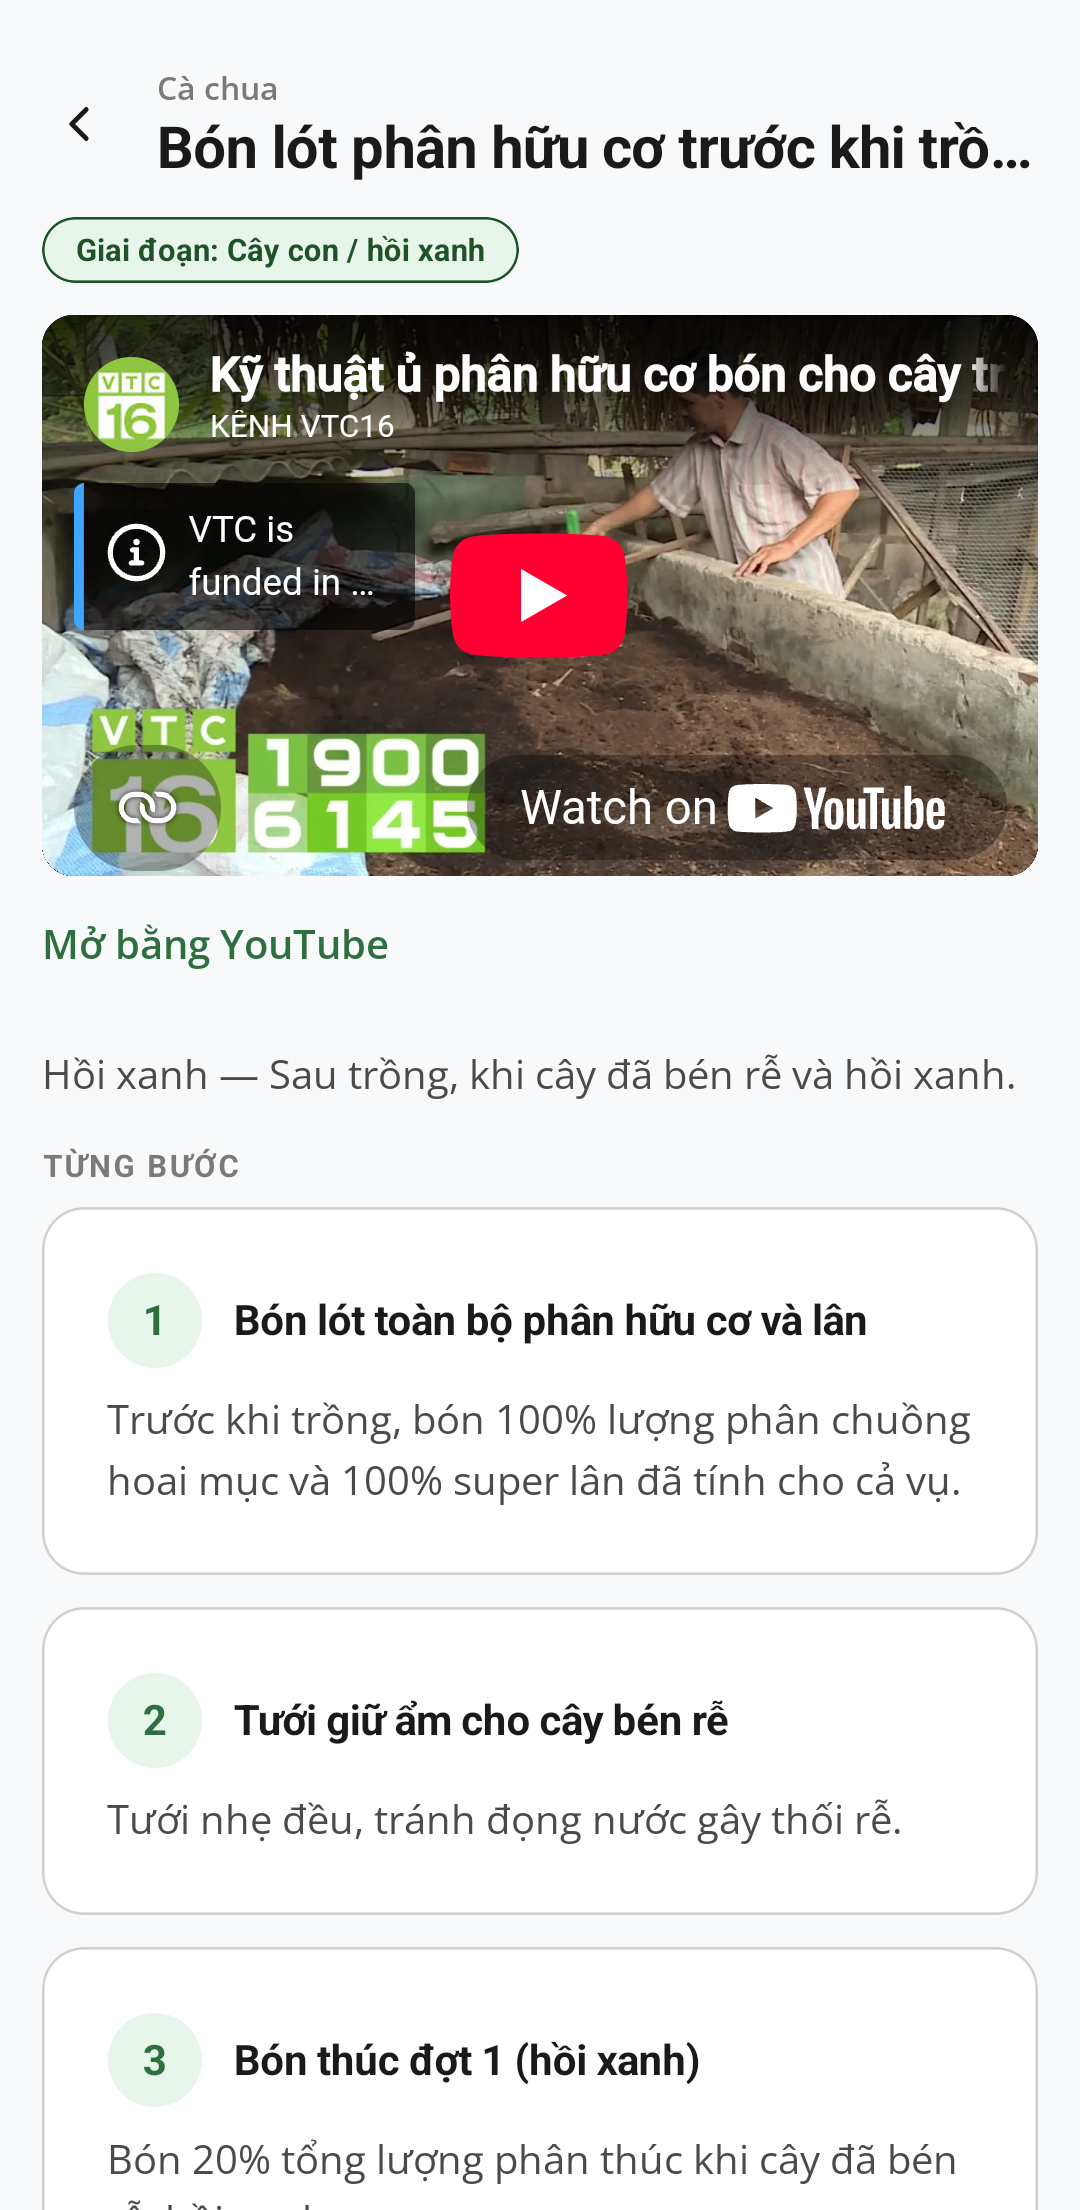 Cà chua
Bón lót phân hữu cơ trước khi trồ...
Giai đoạn: Cây con / hồi xanh
VTC
16
Kỹ thuật ủ phân hữu cơ bón cho cây tr
KÊNH VTC16
VTC is
funded in ...
VTC
16
1900
6145
Watch on YouTube
Mở bằng YouTube
Hồi xanh — Sau trồng, khi cây đã bén rễ và hồi xanh.
TỪNG BƯỚC
1
Bón lót toàn bộ phân hữu cơ và lân
Trước khi trồng, bón 100% lượng phân chuồng
hoai mục và 100% super lân đã tính cho cả vụ.
2
Tưới giữ ẩm cho cây bén rễ
Tưới nhẹ đều, tránh đọng nước gây thối rễ.
3
Bón thúc đợt 1 (hồi xanh)
Bón 20% tổng lượng phân thúc khi cây đã bén